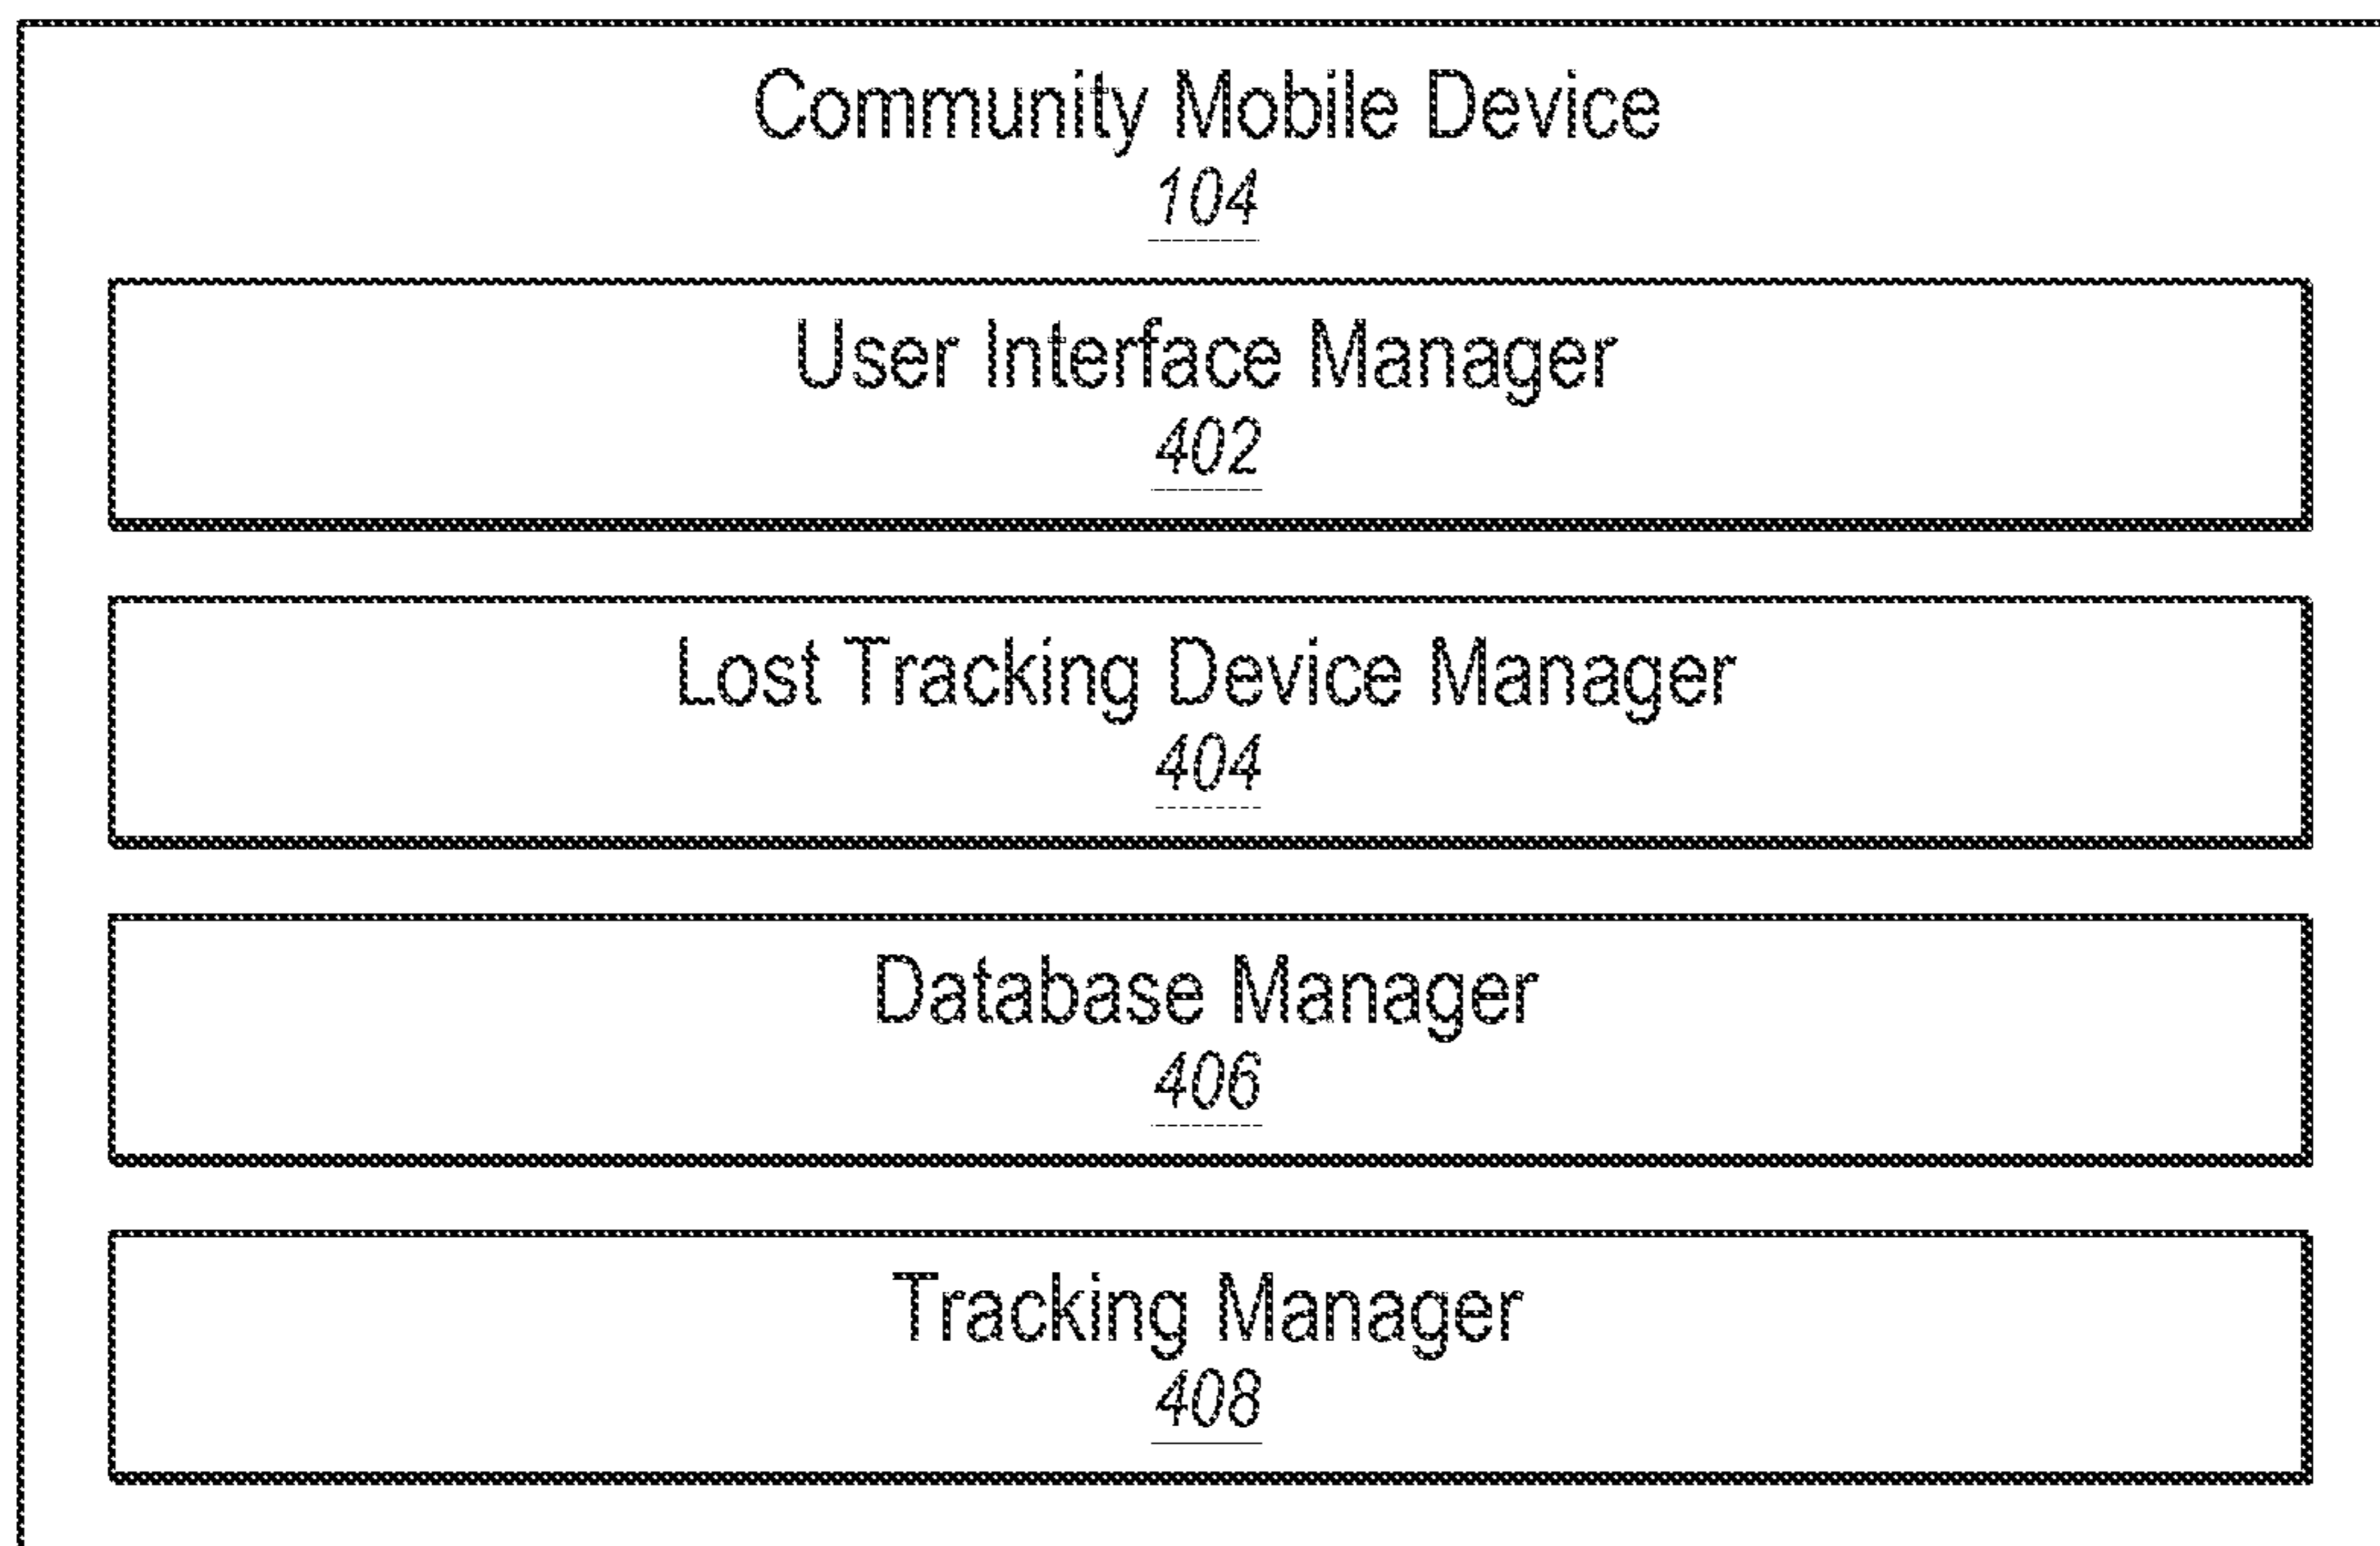 Community Mobile Device
104
User Interface Manager
402
Lost Tracking Device Manager
404
Database Manager
406
Tracking Manager
408